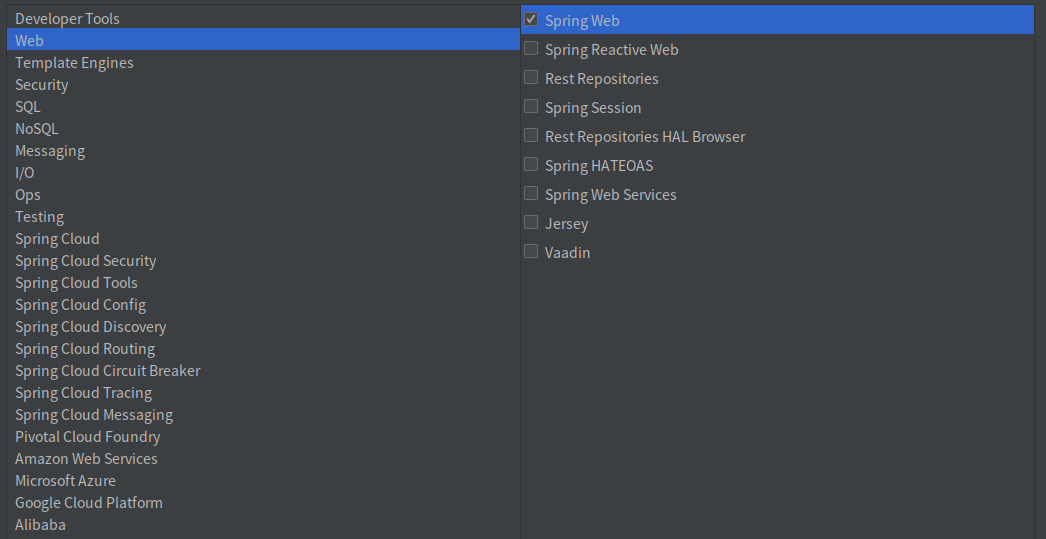 Developer Tools
Web
Template Engines
Security
SQL
NoSQL
Messaging
I/O
Ops
Testing
Spring Cloud
Spring Cloud Security
Spring Cloud Tools
Spring Cloud Config
Spring Cloud Discovery
Spring Cloud Routing
Spring Cloud Circuit Breaker
Spring Cloud Tracing
Spring Cloud Messaging
Pivotal Cloud Foundry
Amazon Web Services
Microsoft Azure
Google Cloud Platform
Alibaba
Spring Web
Spring Reactive Web
Rest Repositories
Spring Session
Rest Repositories HAL Browser
Spring HATEOAS
Spring Web Services
Jersey
Vaadin